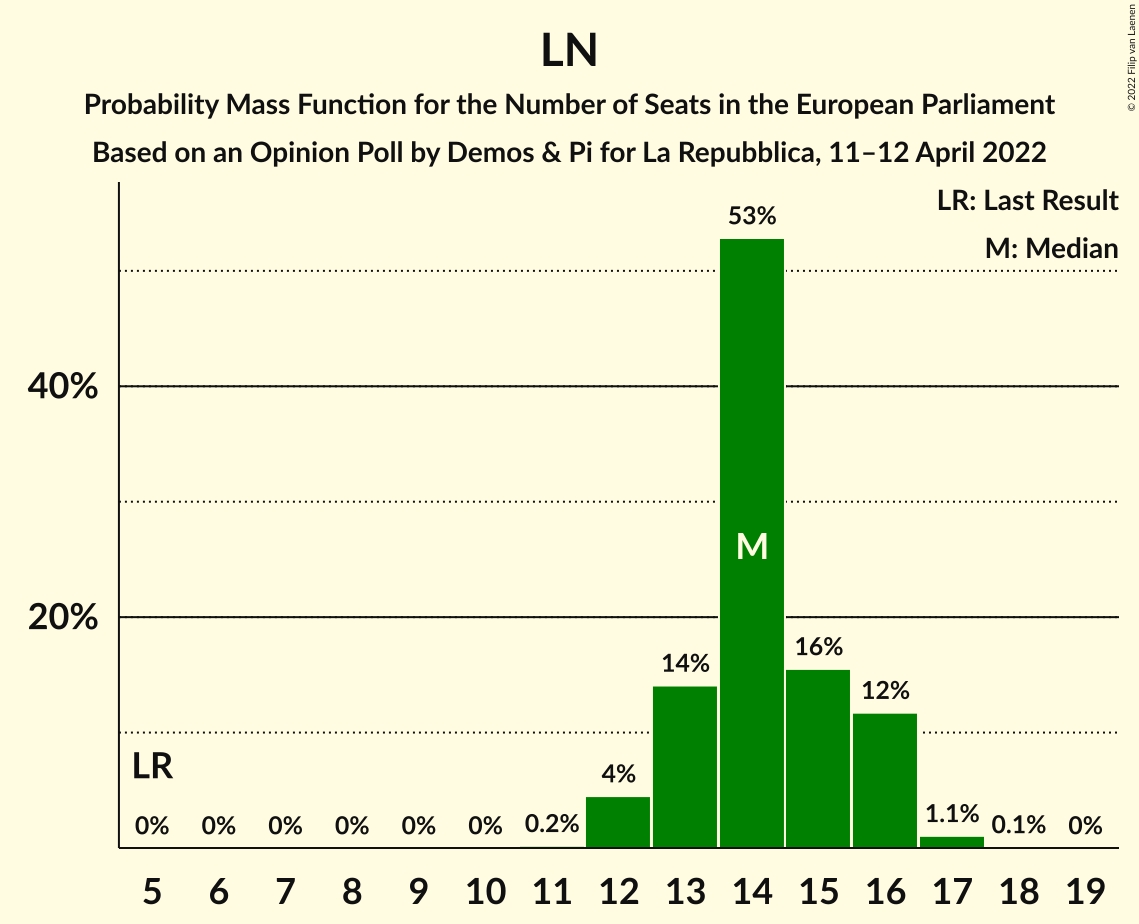 LN
Probability Mass Function for the Number of Seats in the European Parliament
Based on an Opinion Poll by Demos & Pi for La Repubblica, 11–12 April 2022
© 2022 Filip van Laenen
LR: Last Result
M: Median
53%
40%
M
20%
14%
16%
12%
LR
4%
0%
0%
0%
0%
0%
0%
0.2%
1.1%
0.1%
0%
5 6 7 8 9 10 11 12 13 14 15 16 17 18 19